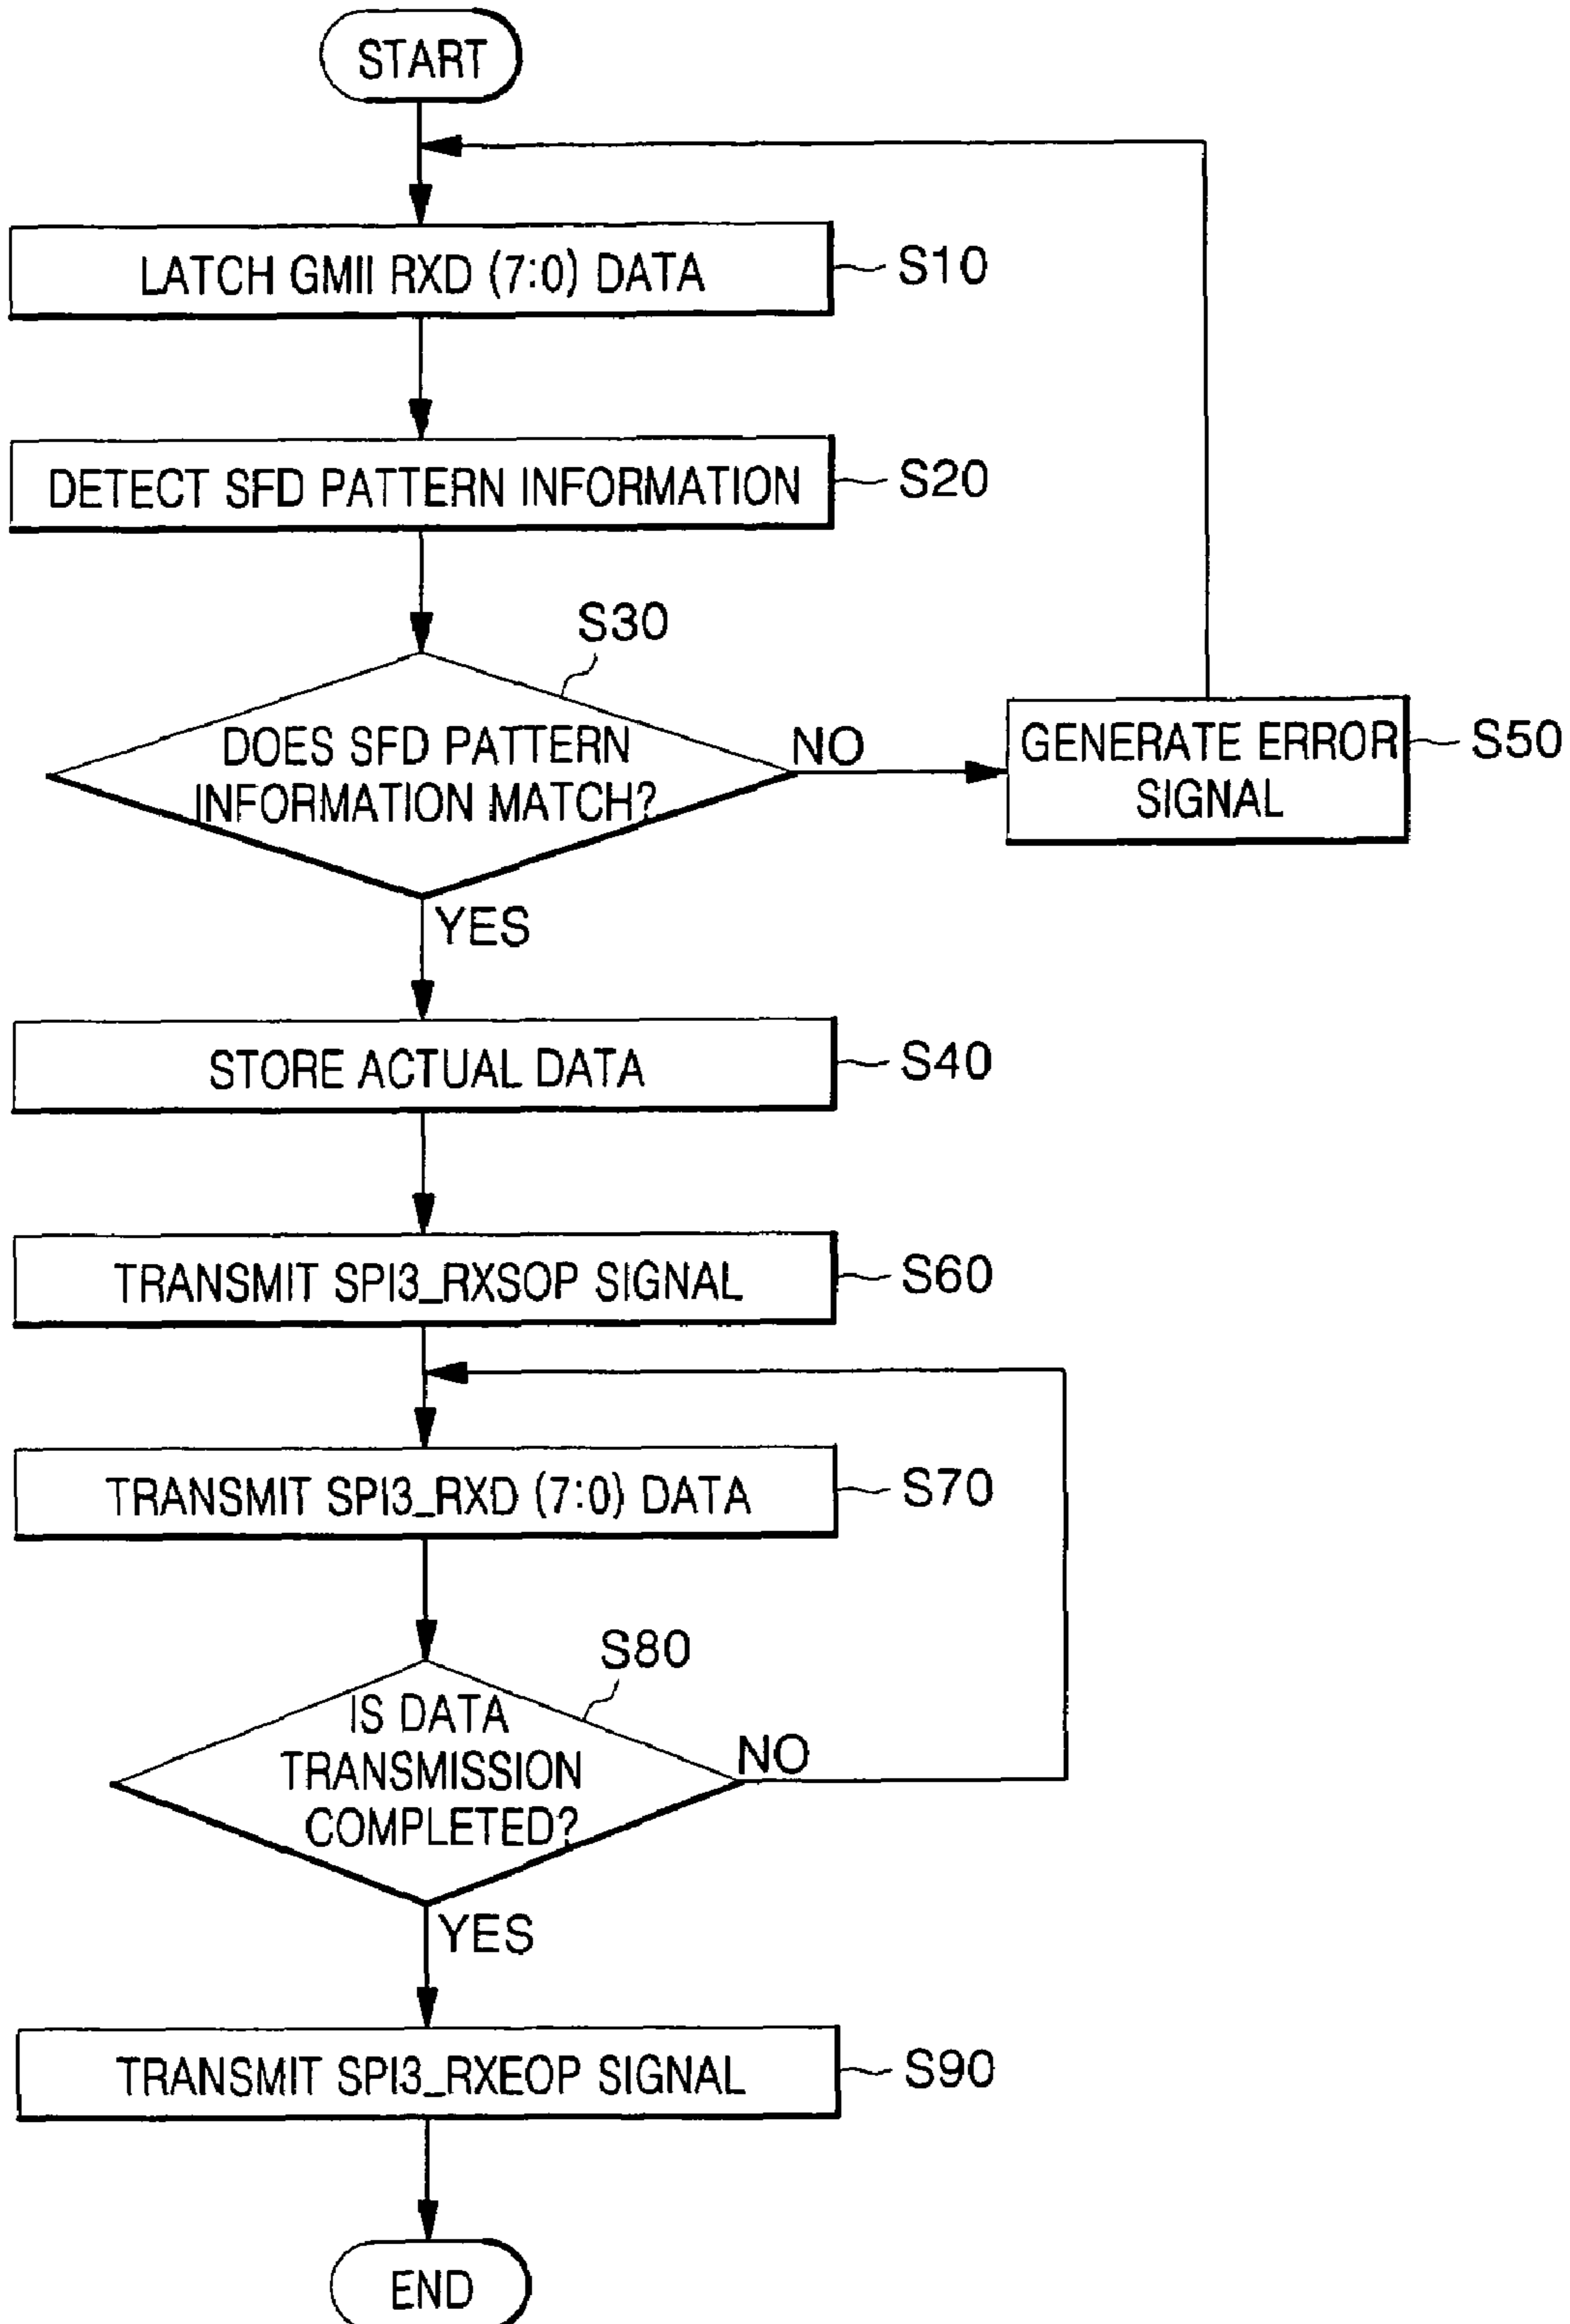 START
LATCH GMII RXD (7:0) DATA
S10
DETECT SFD PATTERN INFORMATION
S20
S30
DOES SFD PATTERN
INFORMATION MATCH?
NO
GENERATE ERROR
SIGNAL
S50
YES
STORE ACTUAL DATA
S40
TRANSMIT SPI3_RXSOP SIGNAL
S60
TRANSMIT SPI3_RXD (7:0) DATA
S70
S80
IS DATA
TRANSMISSION
COMPLETED?
NO
YES
TRANSMIT SPI3_RXEOP SIGNAL
S90
END